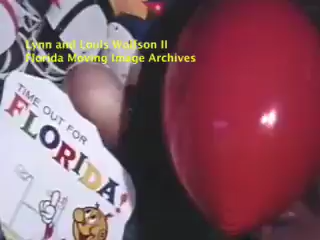 Lynn and Louis Wolfson II
Florida Moving Image Archives
TIME OUT FOR
FLORIDA!